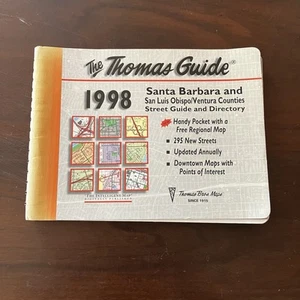 The Thomas Guide®
1998
Santa Barbara and
San Luis Obispo/Ventura Counties
Street Guide and Directory
Handy Pocket with a
Free Regional Map
295 New Streets
Updated Annually
Downtown Maps with
Points of Interest
Thomas Bros. Maps
SINCE 1915